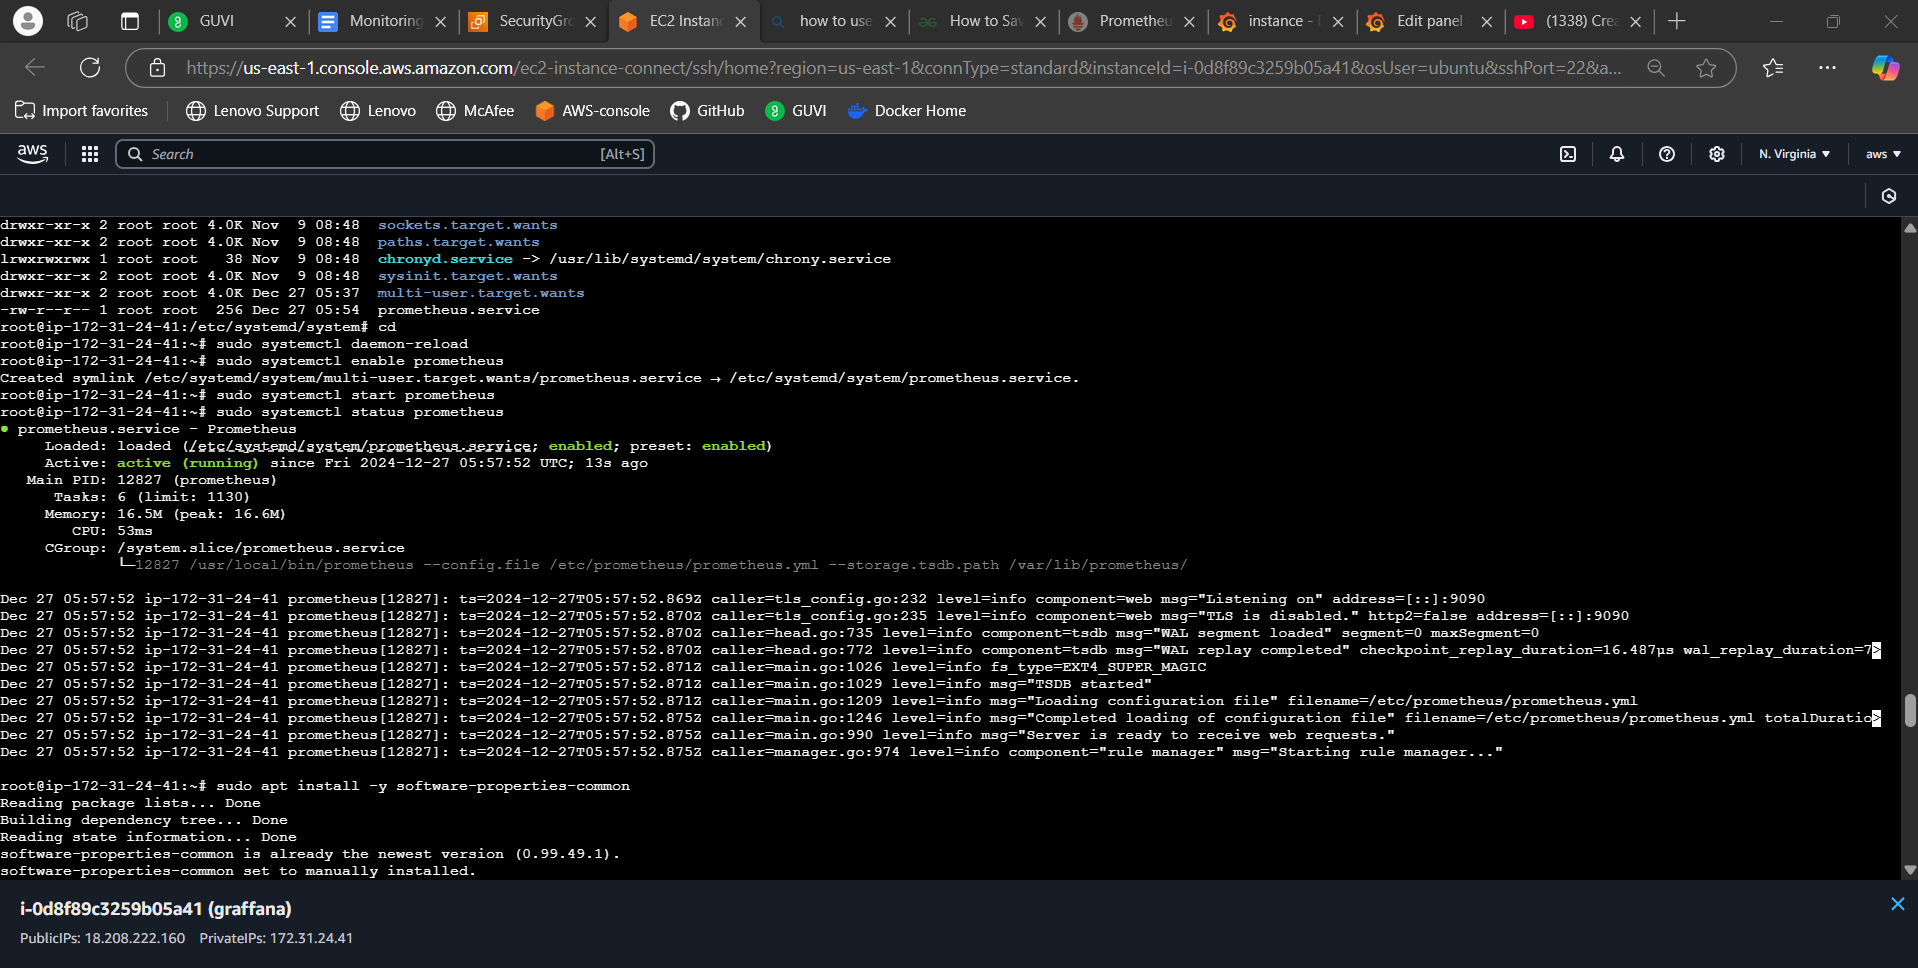 GUVI
Monitoring
SecurityGro
EC2 Instanc
how to use
How to Sav
Prometheu
instance -
Edit panel
(1338) Crea
https://us-east-1.console.aws.amazon.com/ec2-instance-connect/ssh/home?region=us-east-1&connType=standard&instanceId=i-0d8f89c3259b05a41&osUser=ubuntu&sshPort=22&a...
Import favorites
Lenovo Support
Lenovo
McAfee
AWS-console
GitHub
GUVI
Docker Home
aws
Search
[Alt+S]
N. Virginia
aws
drwxr-xr-x 2 root root 4.0K Nov  9 08:48  sockets.target.wants
drwxr-xr-x 2 root root 4.0K Nov  9 08:48  paths.target.wants
lrwxrwxrwx 1 root root   38 Nov  9 08:48  chronyd.service -> /usr/lib/systemd/system/chrony.service
drwxr-xr-x 2 root root 4.0K Nov  9 08:48  sysinit.target.wants
drwxr-xr-x 2 root root 4.0K Dec 27 05:37  multi-user.target.wants
-rw-r--r-- 1 root root  256 Dec 27 05:54  prometheus.service
root@ip-172-31-24-41:/etc/systemd/system# cd
root@ip-172-31-24-41:~# sudo systemctl daemon-reload
root@ip-172-31-24-41:~# sudo systemctl enable prometheus
Created symlink /etc/systemd/system/multi-user.target.wants/prometheus.service → /etc/systemd/system/prometheus.service.
root@ip-172-31-24-41:~# sudo systemctl start prometheus
root@ip-172-31-24-41:~# sudo systemctl status prometheus
● prometheus.service - Prometheus
Loaded: loaded (/etc/systemd/system/prometheus.service; enabled; preset: enabled)
Active: active (running) since Fri 2024-12-27 05:57:52 UTC; 13s ago
Main PID: 12827 (prometheus)
Tasks: 6 (limit: 1130)
Memory: 16.5M (peak: 16.6M)
CPU: 53ms
CGroup: /system.slice/prometheus.service
└─12827 /usr/local/bin/prometheus --config.file /etc/prometheus/prometheus.yml --storage.tsdb.path /var/lib/prometheus/
Dec 27 05:57:52 ip-172-31-24-41 prometheus[12827]: ts=2024-12-27T05:57:52.869Z caller=tls_config.go:232 level=info component=web msg="Listening on" address=[::]:9090
Dec 27 05:57:52 ip-172-31-24-41 prometheus[12827]: ts=2024-12-27T05:57:52.870Z caller=tls_config.go:235 level=info component=web msg="TLS is disabled." http2=false address=[::]:9090
Dec 27 05:57:52 ip-172-31-24-41 prometheus[12827]: ts=2024-12-27T05:57:52.870Z caller=head.go:735 level=info component=tsdb msg="WAL segment loaded" segment=0 maxSegment=0
Dec 27 05:57:52 ip-172-31-24-41 prometheus[12827]: ts=2024-12-27T05:57:52.870Z caller=head.go:772 level=info component=tsdb msg="WAL replay completed" checkpoint_replay_duration=16.487µs wal_replay_duration=7>
Dec 27 05:57:52 ip-172-31-24-41 prometheus[12827]: ts=2024-12-27T05:57:52.871Z caller=main.go:1026 level=info fs_type=EXT4_SUPER_MAGIC
Dec 27 05:57:52 ip-172-31-24-41 prometheus[12827]: ts=2024-12-27T05:57:52.871Z caller=main.go:1029 level=info msg="TSDB started"
Dec 27 05:57:52 ip-172-31-24-41 prometheus[12827]: ts=2024-12-27T05:57:52.871Z caller=main.go:1209 level=info msg="Loading configuration file" filename=/etc/prometheus/prometheus.yml
Dec 27 05:57:52 ip-172-31-24-41 prometheus[12827]: ts=2024-12-27T05:57:52.875Z caller=main.go:1246 level=info msg="Completed loading of configuration file" filename=/etc/prometheus/prometheus.yml totalDuratio>
Dec 27 05:57:52 ip-172-31-24-41 prometheus[12827]: ts=2024-12-27T05:57:52.875Z caller=main.go:990 level=info msg="Server is ready to receive web requests."
Dec 27 05:57:52 ip-172-31-24-41 prometheus[12827]: ts=2024-12-27T05:57:52.875Z caller=manager.go:974 level=info component="rule manager" msg="Starting rule manager..."
root@ip-172-31-24-41:~# sudo apt install -y software-properties-common
Reading package lists... Done
Building dependency tree... Done
Reading state information... Done
software-properties-common is already the newest version (0.99.49.1).
software-properties-common set to manually installed.
i-0d8f89c3259b05a41 (graffana)
PublicIPs: 18.208.222.160   PrivateIPs: 172.31.24.41